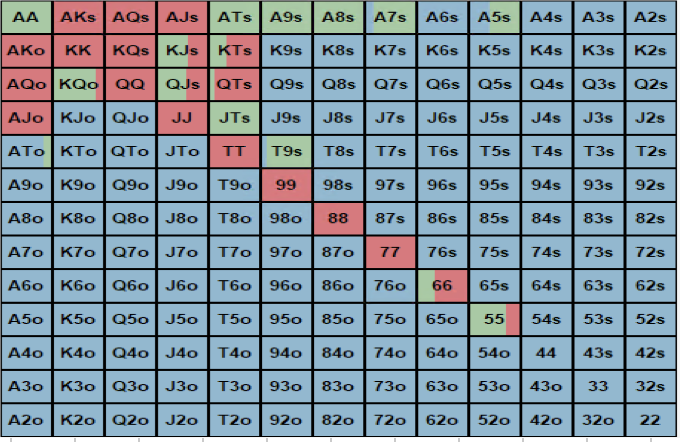 AA AKs AQs AJs ATs A9s A8s A7s A6s A5s A4s A3s A2s
AKo KK KQs KJs KTs K9s K8s K7s K6s K5s K4s K3s K2s
AQo KQo QQ QJs QTs Q9s Q8s Q7s Q6s Q5s Q4s Q3s Q2s
AJo KJo QJo JJ JTs J9s J8s J7s J6s J5s J4s J3s J2s
ATo KTo QTo JTo TT T9s T8s T7s T6s T5s T4s T3s T2s
A9o K9o Q9o J9o T9o 99 98s 97s 96s 95s 94s 93s 92s
A8o K8o Q8o J8o T8o 98o 88 87s 86s 85s 84s 83s 82s
A7o K7o Q7o J7o T7o 97o 87o 77 76s 75s 74s 73s 72s
A6o K6o Q6o J6o T6o 96o 86o 76o 66 65s 64s 63s 62s
A5o K5o Q5o J5o T5o 95o 85o 75o 65o 55 54s 53s 52s
A4o K4o Q4o J4o T4o 94o 84o 74o 64o 54o 44 43s 42s
A3o K3o Q3o J3o T3o 93o 83o 73o 63o 53o 43o 33 32s
A2o K2o Q2o J2o T2o 92o 82o 72o 62o 52o 42o 32o 22